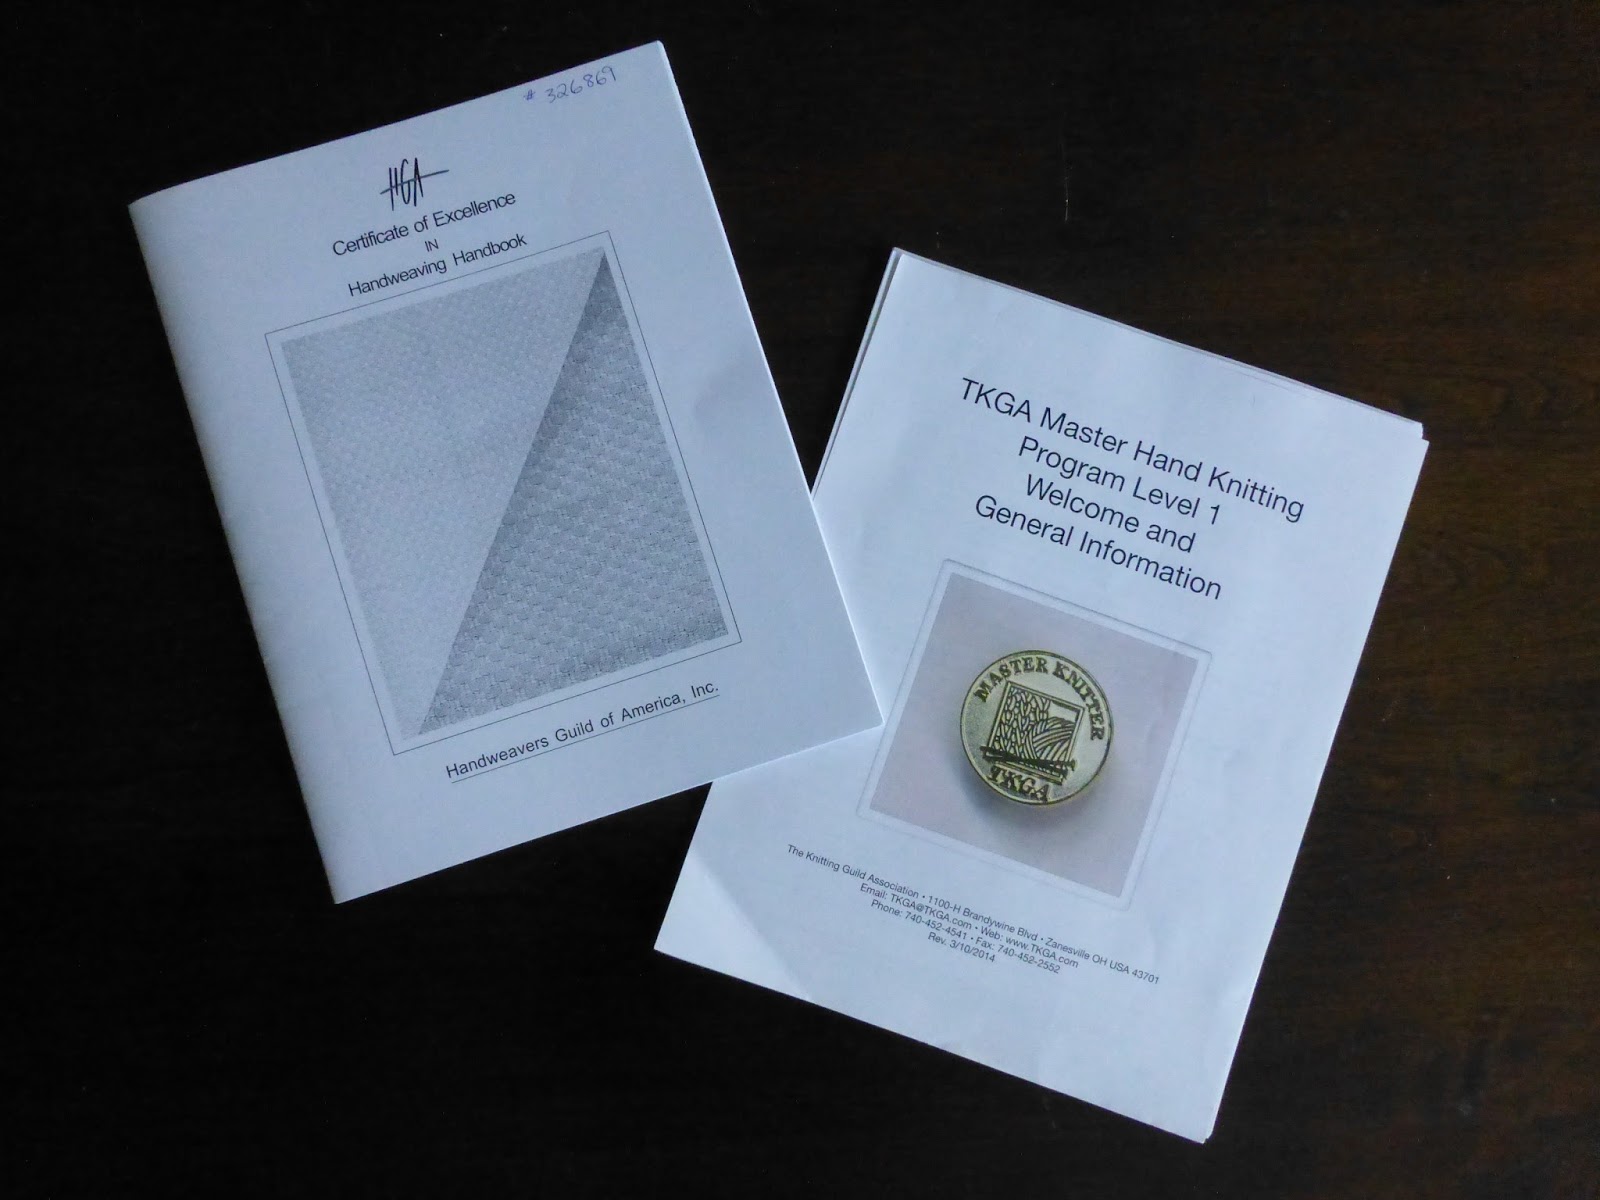 # 326869
HGA
Certificate of Excellence
IN
Handweaving Handbook
Handweavers Guild of America, Inc.
TKGA Master Hand Knitting
Program Level 1
Welcome and
General Information
MASTER KNITTER
TKGA
The Knitting Guild Association • 1100-H Brandywine Blvd • Zanesville OH USA 43701
Email: TKGA@TKGA.com • Web: www.TKGA.com
Phone: 740-452-4541 • Fax: 740-452-2552
Rev. 3/10/2014